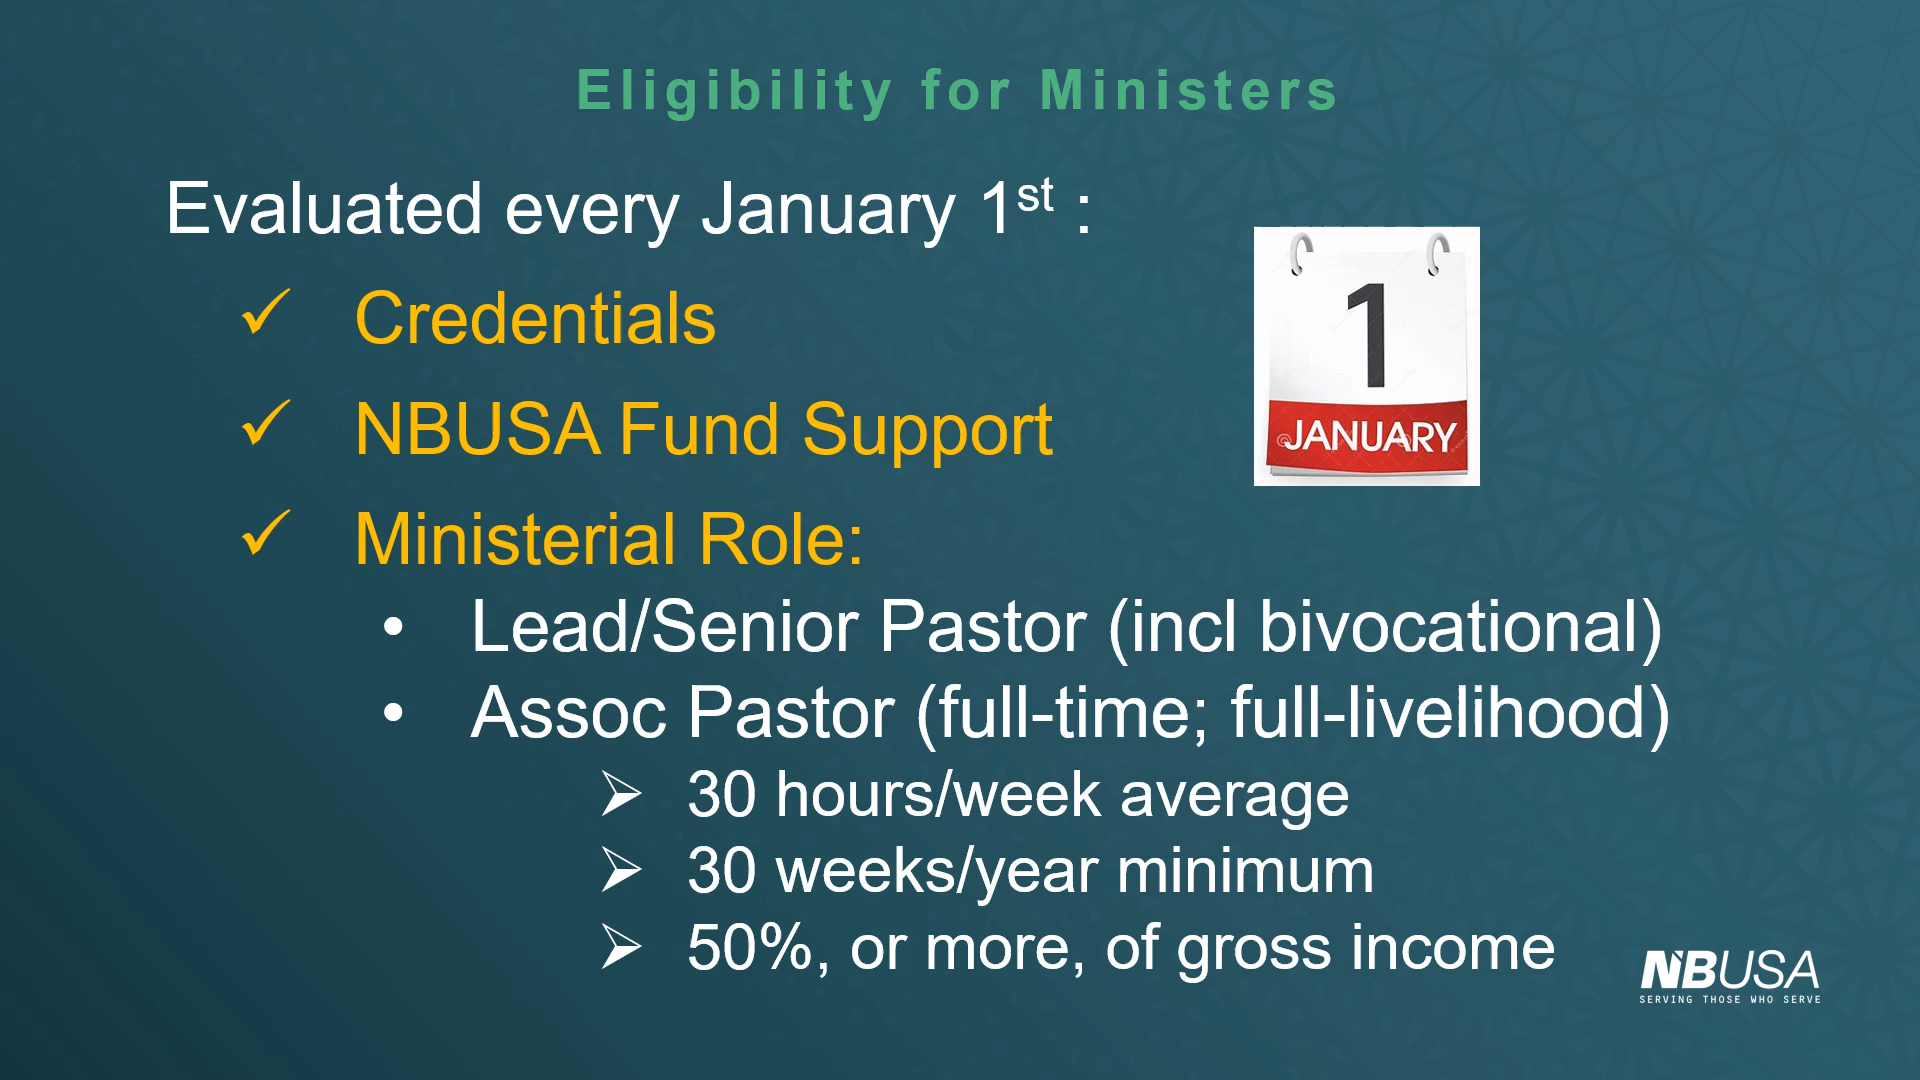 Eligibility for Ministers
Evaluated every January 1st :
✓ Credentials
✓ NBUSA Fund Support
✓ Ministerial Role:
• Lead/Senior Pastor (incl bivocational)
• Assoc Pastor (full-time; full-livelihood)
➢ 30 hours/week average
➢ 30 weeks/year minimum
➢ 50%, or more, of gross income
1
JANUARY
NBUSA
SERVING THOSE WHO SERVE